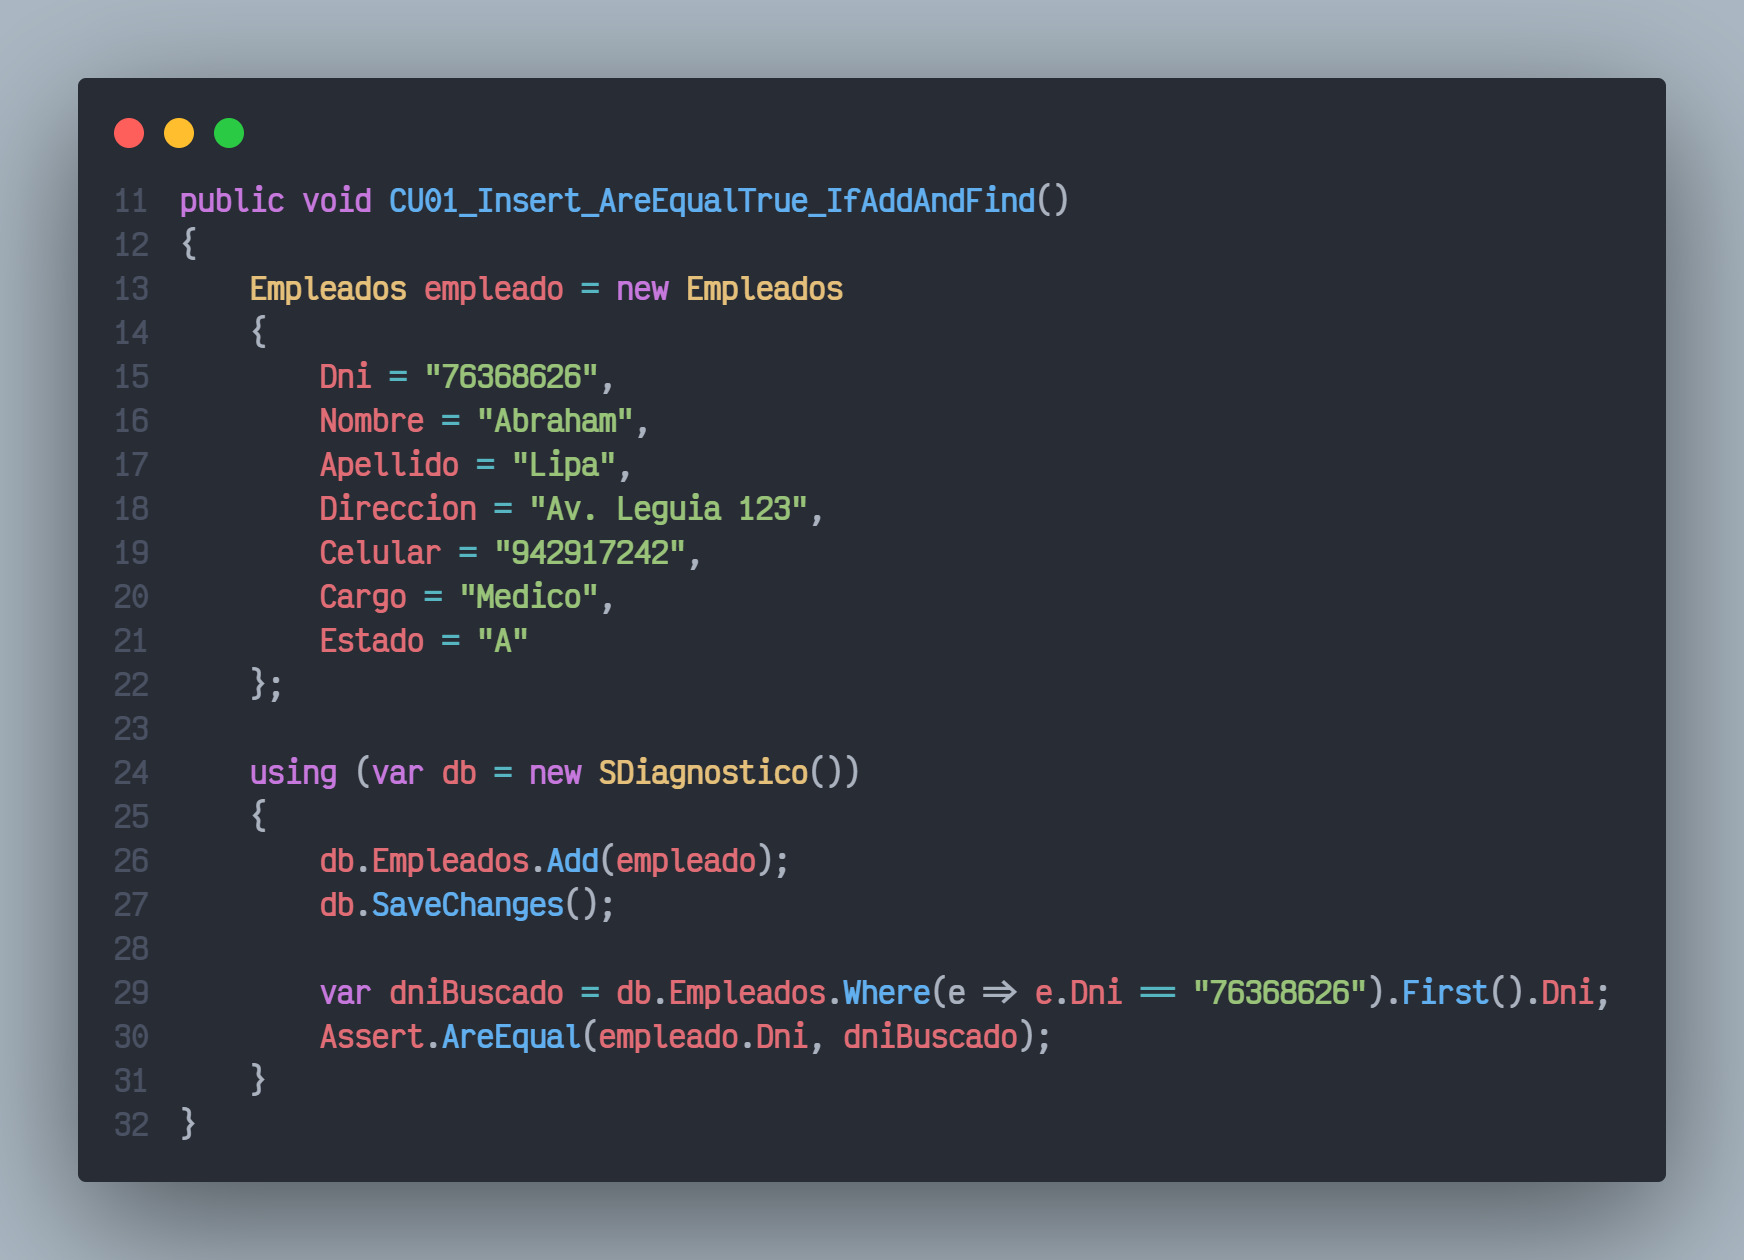 11 public void CU01_Insert_AreEqualTrue_IfAddAndFind()
12 {
13     Empleados empleado = new Empleados
14     {
15         Dni = "76368626",
16         Nombre = "Abraham",
17         Apellido = "Lipa",
18         Direccion = "Av. Leguia 123",
19         Celular = "942917242",
20         Cargo = "Medico",
21         Estado = "A"
22     };
23
24     using (var db = new SDiagnostico())
25     {
26         db.Empleados.Add(empleado);
27         db.SaveChanges();
28
29         var dniBuscado = db.Empleados.Where(e => e.Dni == "76368626").First().Dni;
30         Assert.AreEqual(empleado.Dni, dniBuscado);
31     }
32 }